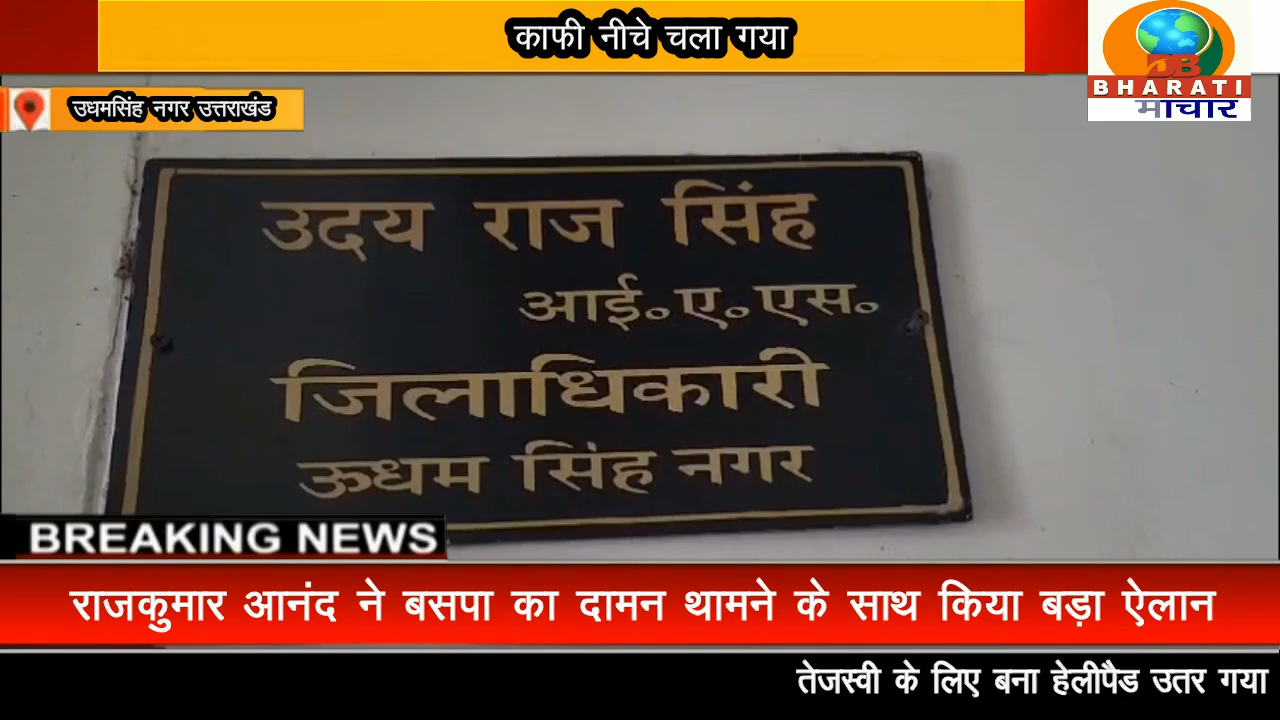 काफी नीचे चला गया
BHARATI
माचार
उधमसिंह नगर उत्तराखंड
उदय राज सिंह
आई॰ए॰एस॰
जिलाधिकारी
ऊधम सिंह नगर
BREAKING NEWS
राजकुमार आनंद ने बसपा का दामन थामने के साथ किया बड़ा ऐलान
तेजस्वी के लिए बना हेलीपैड उतर गया